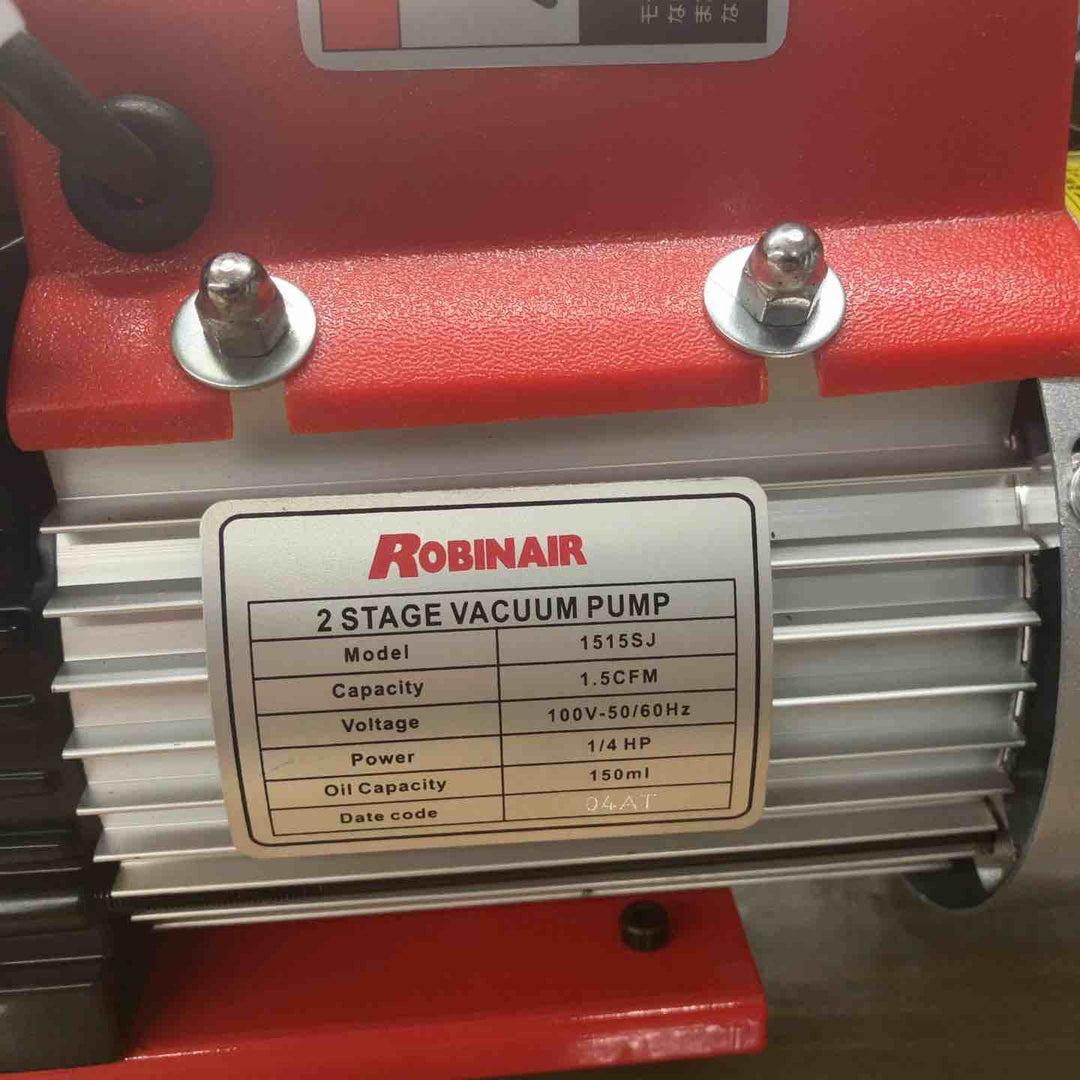 ROBINAIR
2 STAGE VACUUM PUMP
Model 1515SJ
Capacity 1.5CFM
Voltage 100V-50/60Hz
Power 1/4 HP
Oil Capacity 150ml
Date code 04AT